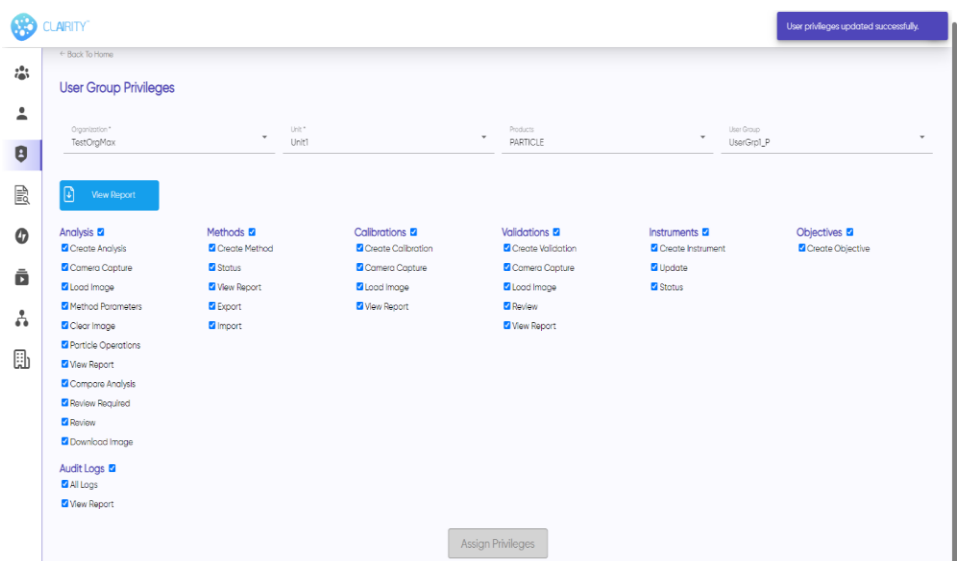 CLAIRITY™
User privileges updated successfully.
← Back To Home
User Group Privileges
Organization *
TestOrgMax
Unit *
Unit1
Products
PARTICLE
User Group
UserGrp1_P
View Report
Analysis
Create Analysis
Camera Capture
Load Image
Method Parameters
Clear Image
Particle Operations
View Report
Compare Analysis
Review Required
Review
Download Image
Methods
Create Method
Status
View Report
Export
Import
Calibrations
Create Calibration
Camera Capture
Load Image
View Report
Validations
Create Validation
Camera Capture
Load Image
Review
View Report
Instruments
Create Instrument
Update
Status
Objectives
Create Objective
Audit Logs
All Logs
View Report
Assign Privileges